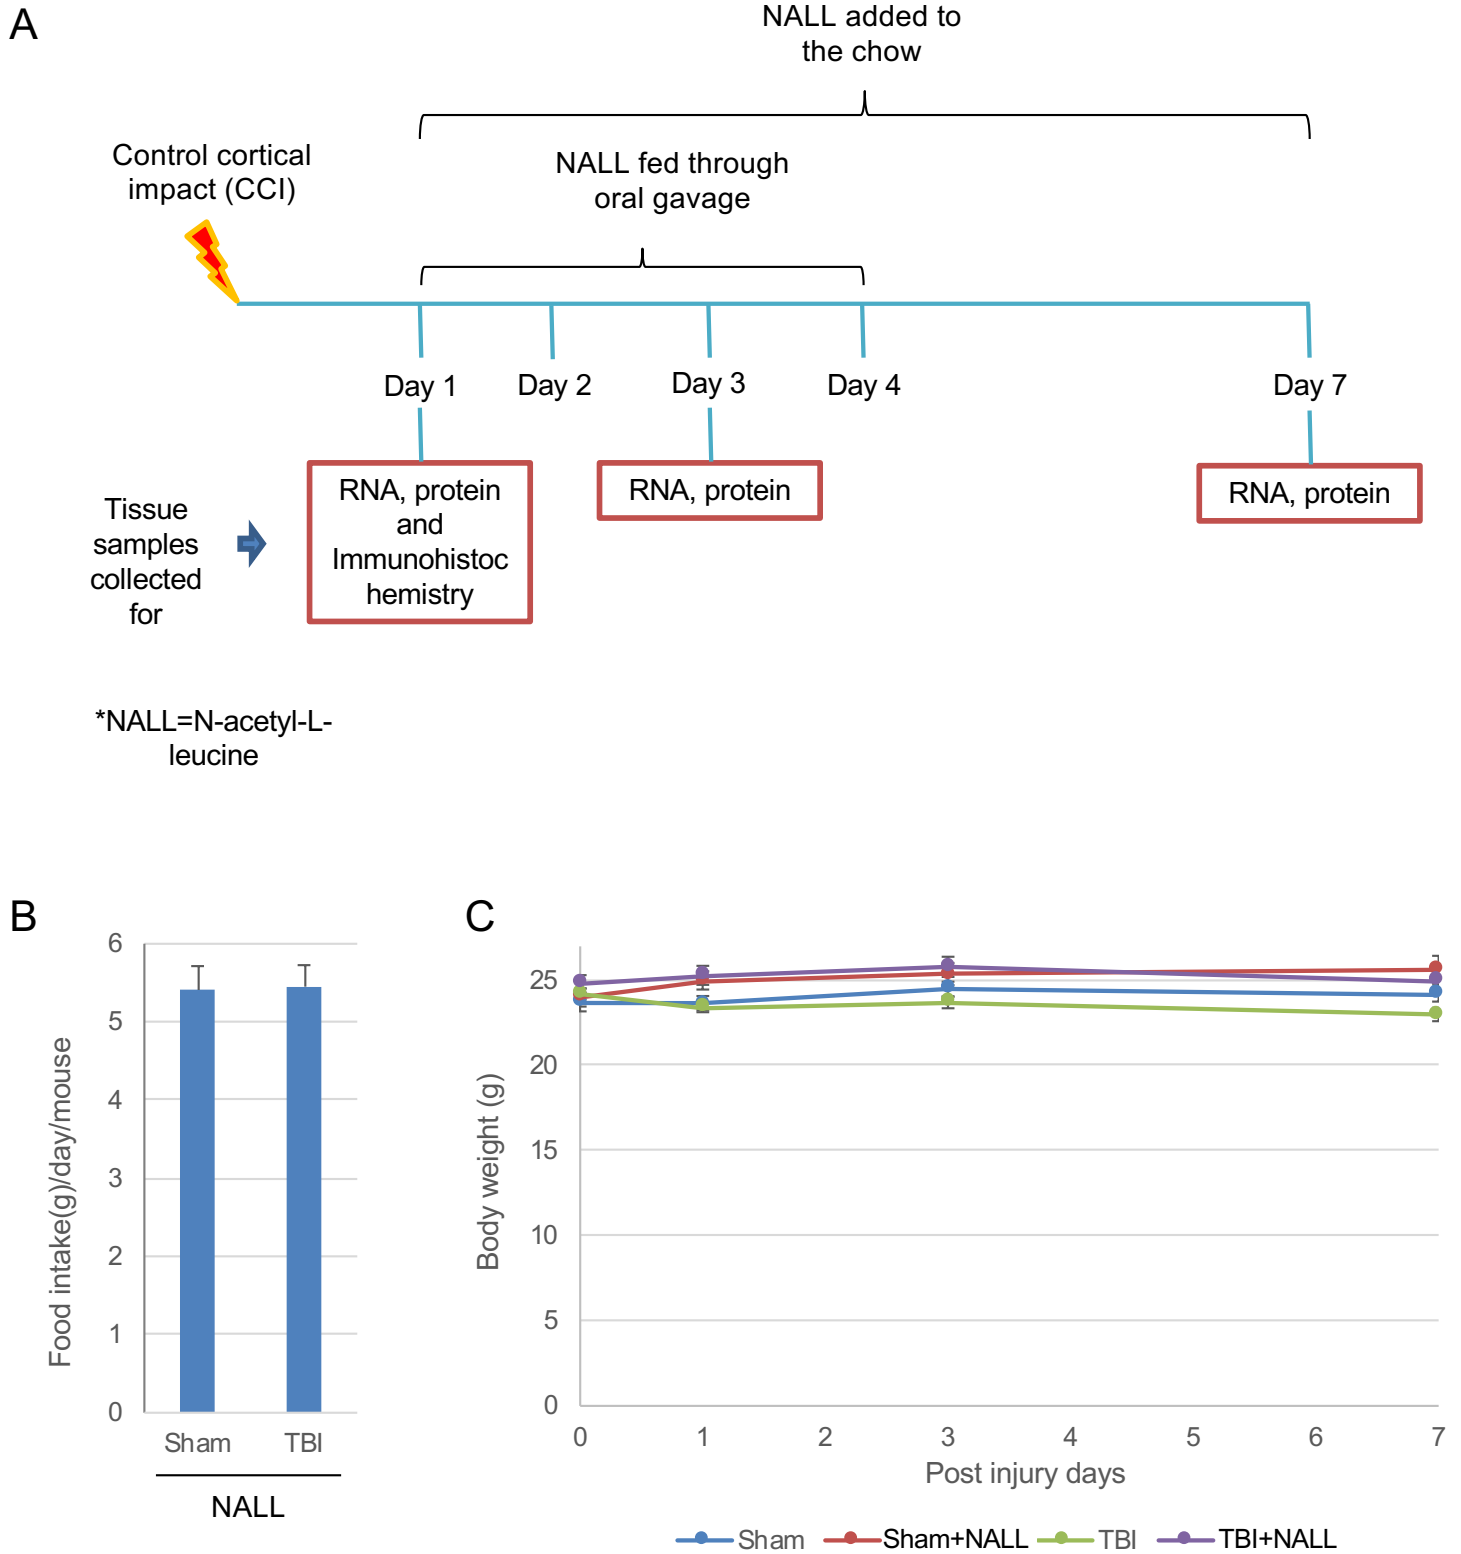 A
NALL added to
the chow
Control cortical
impact (CCI)
NALL fed through
oral gavage
Day 1
Day 2
Day 3
Day 4
Day 7
Tissue
samples
collected
for
RNA, protein
and
Immunohistoc
hemistry
RNA, protein
RNA, protein
*NALL=N-acetyl-L-
leucine
B
Food intake(g)/day/mouse
6
5
4
3
2
1
0
Sham TBI
NALL
C
Body weight (g)
25
20
15
10
5
0
0 1 2 3 4 5 6 7
Post injury days
Sham Sham+NALL TBI TBI+NALL